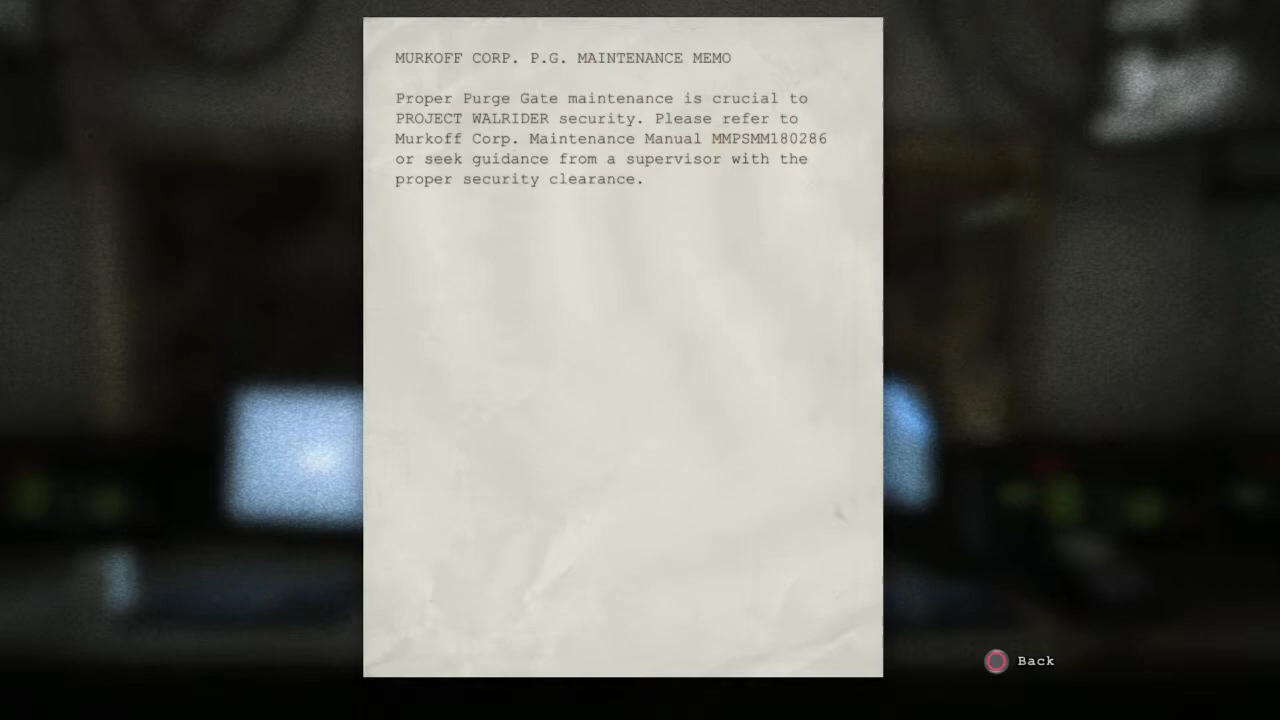 MURKOFF CORP. P.G. MAINTENANCE MEMO
Proper Purge Gate maintenance is crucial to
PROJECT WALRIDER security. Please refer to
Murkoff Corp. Maintenance Manual MMPSMM180286
or seek guidance from a supervisor with the
proper security clearance.
Back